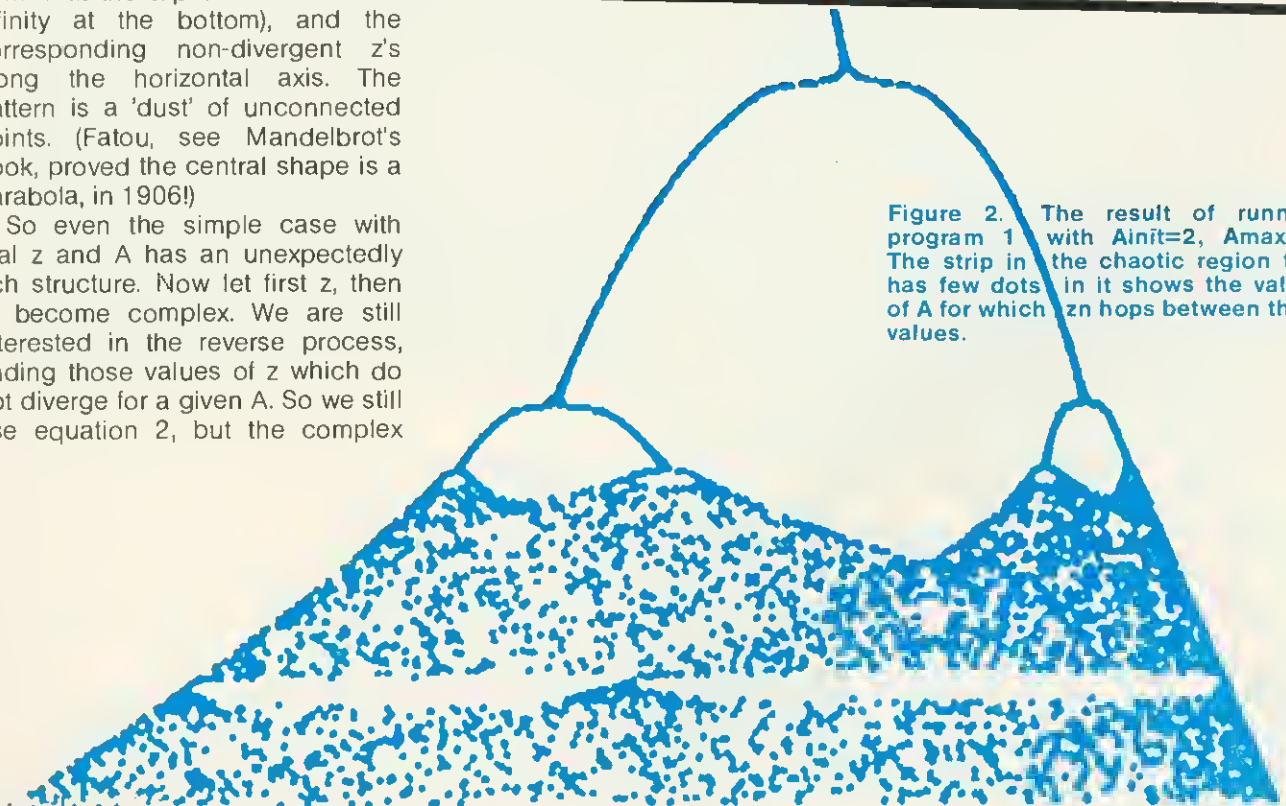 finity at the bottom), and the
rresponding non-divergent z's
ong the horizontal axis. The
attern is a 'dust' of unconnected
oints. (Fatou, see Mandelbrot's
ook, proved the central shape is a
arabola, in 1906!)
So even the simple case with
al z and A has an unexpectedly
ch structure. Now let first z, then
become complex. We are still
terested in the reverse process,
nding those values of z which do
ot diverge for a given A. So we still
se equation 2, but the complex
Figure 2. The result of runn
program 1 with Ainit=2, Amax
The strip in the chaotic region t
has few dots in it shows the val
of A for which zn hops between th
values.